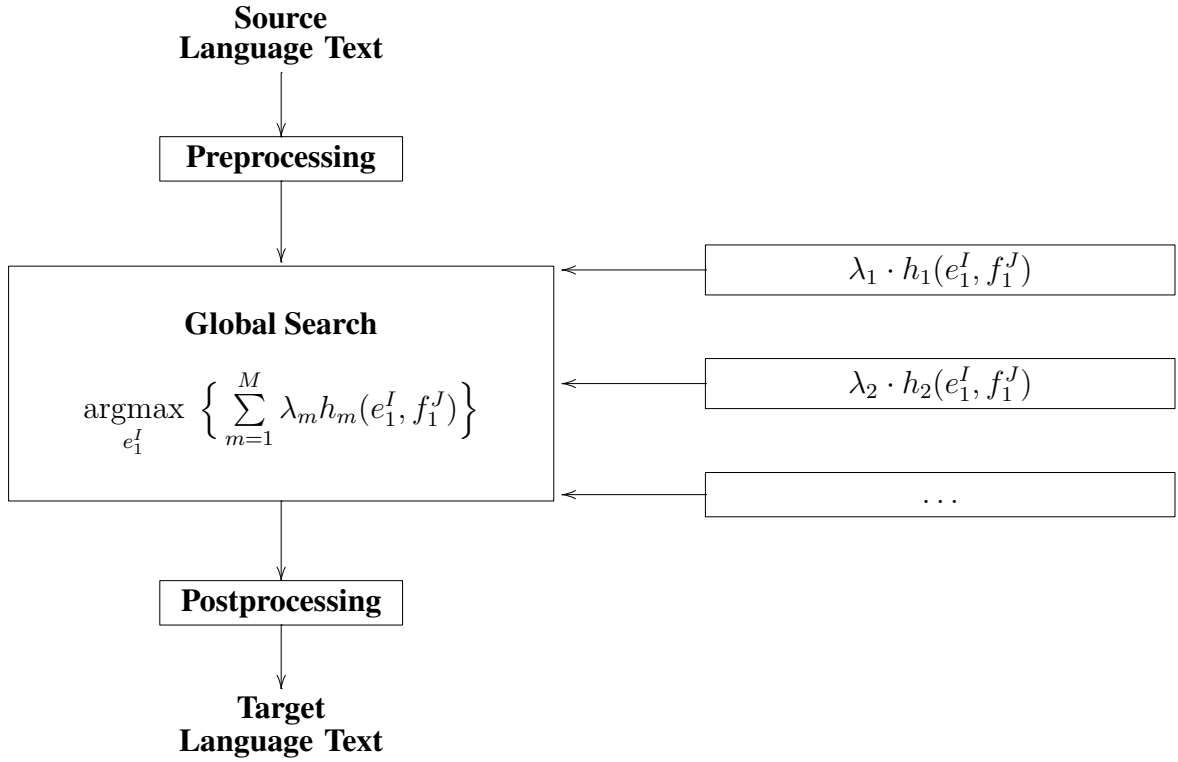 Source
Language Text
Preprocessing
Global Search
argmax { ∑ λ_m h_m(e_1^I, f_1^J) }
e_1^I m=1 M
λ_1 · h_1(e_1^I, f_1^J)
λ_2 · h_2(e_1^I, f_1^J)
. . .
Postprocessing
Target
Language Text